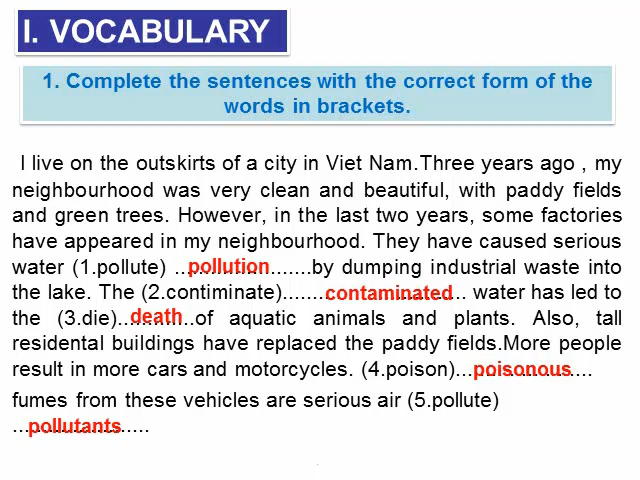 I. VOCABULARY
1. Complete the sentences with the correct form of the
words in brackets.
I live on the outskirts of a city in Viet Nam.Three years ago , my
neighbourhood was very clean and beautiful, with paddy fields
and green trees. However, in the last two years, some factories
have appeared in my neighbourhood. They have caused serious
water (1.pollute) ...pollution.......by dumping industrial waste into
the lake. The (2.contiminate)........contaminated.. water has led to
the (3.die)..death..of aquatic animals and plants. Also, tall
residental buildings have replaced the paddy fields.More people
result in more cars and motorcycles. (4.poison)...poisonous...
fumes from these vehicles are serious air (5.pollute)
...pollutants.....